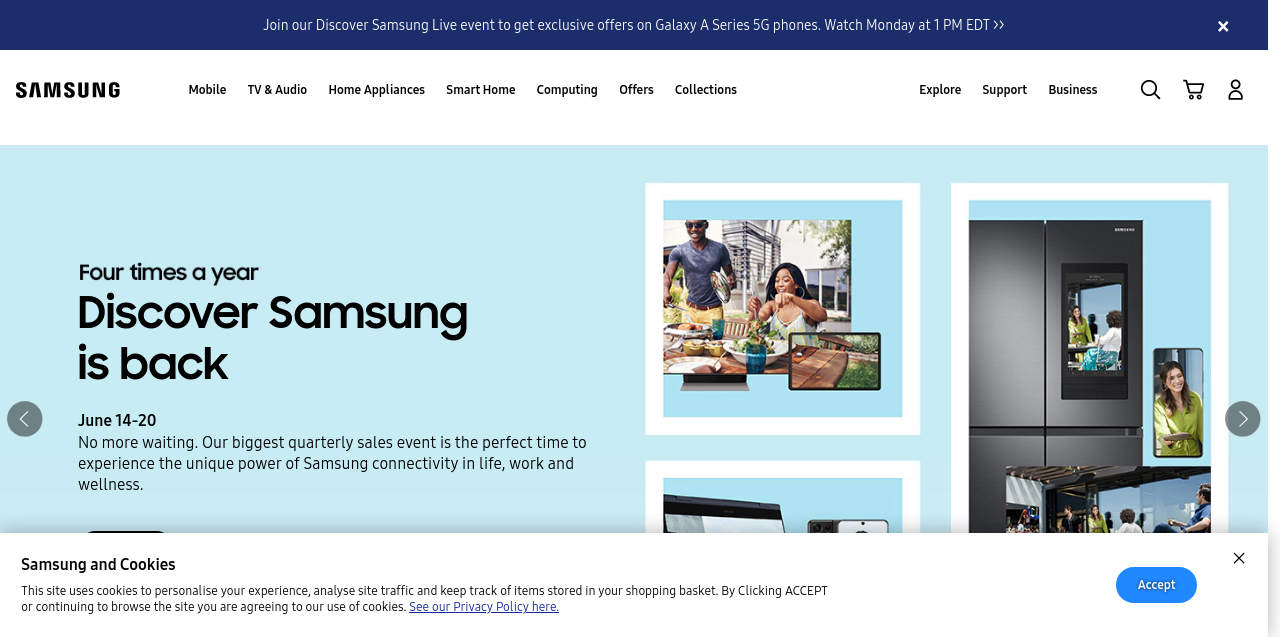 Join our Discover Samsung Live event to get exclusive offers on Galaxy A Series 5G phones. Watch Monday at 1 PM EDT >>
SAMSUNG
Mobile
TV & Audio
Home Appliances
Smart Home
Computing
Offers
Collections
Explore
Support
Business
Four times a year
Discover Samsung
is back
June 14-20
No more waiting. Our biggest quarterly sales event is the perfect time to
experience the unique power of Samsung connectivity in life, work and
wellness.
SAMSUNG
Samsung and Cookies
This site uses cookies to personalise your experience, analyse site traffic and keep track of items stored in your shopping basket. By Clicking ACCEPT
or continuing to browse the site you are agreeing to our use of cookies. See our Privacy Policy here.
Accept